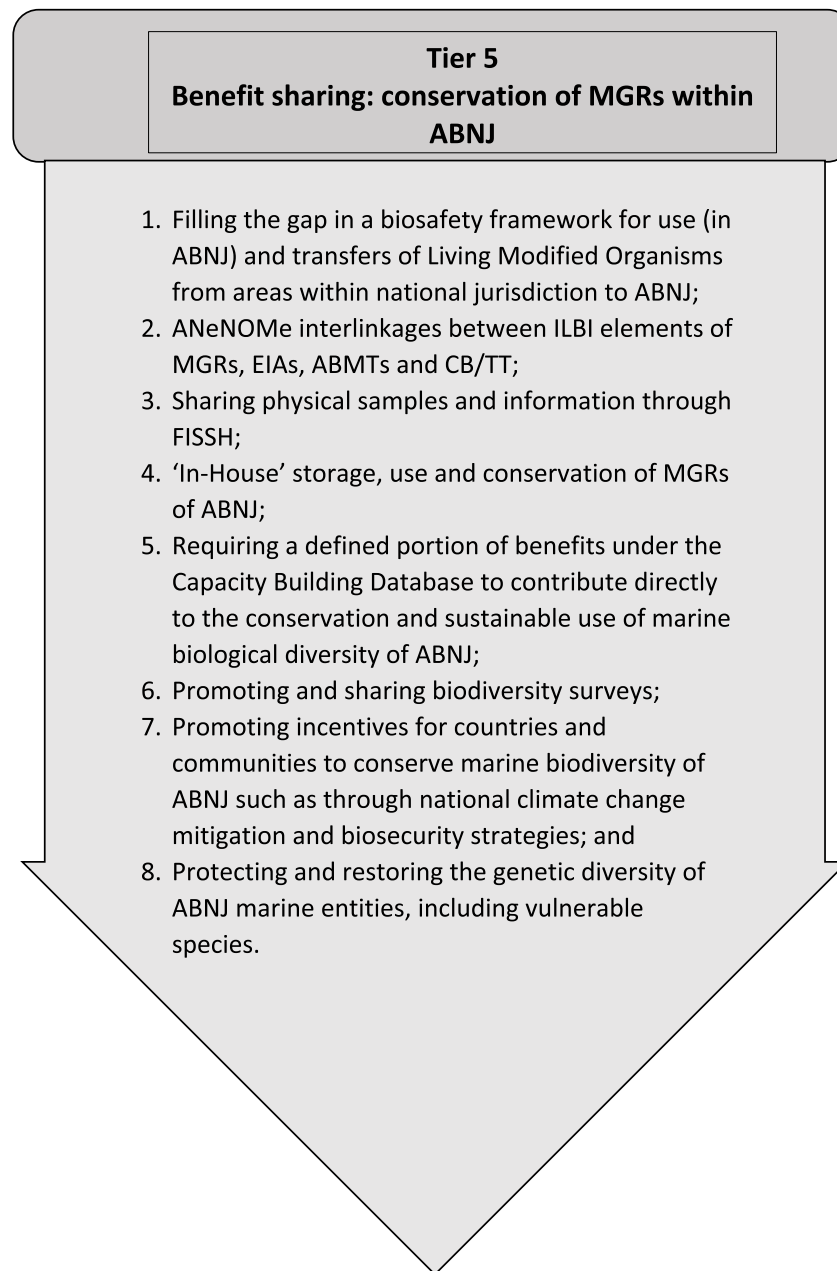 Tier 5
Benefit sharing: conservation of MGRs within
ABNJ
1. Filling the gap in a biosafety framework for use (in
ABNJ) and transfers of Living Modified Organisms
from areas within national jurisdiction to ABNJ;
2. ANeNOMe interlinkages between ILBI elements of
MGRs, EIAs, ABMTs and CB/TT;
3. Sharing physical samples and information through
FISSH;
4. ‘In-House’ storage, use and conservation of MGRs
of ABNJ;
5. Requiring a defined portion of benefits under the
Capacity Building Database to contribute directly
to the conservation and sustainable use of marine
biological diversity of ABNJ;
6. Promoting and sharing biodiversity surveys;
7. Promoting incentives for countries and
communities to conserve marine biodiversity of
ABNJ such as through national climate change
mitigation and biosecurity strategies; and
8. Protecting and restoring the genetic diversity of
ABNJ marine entities, including vulnerable
species.